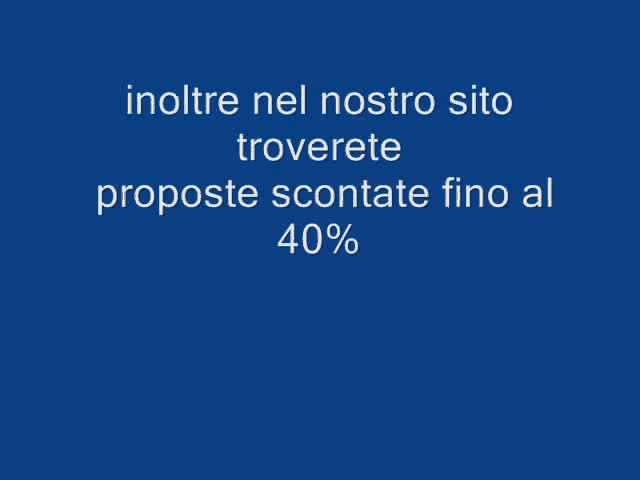 inoltre nel nostro sito
troverete
proposte scontate fino al
40%